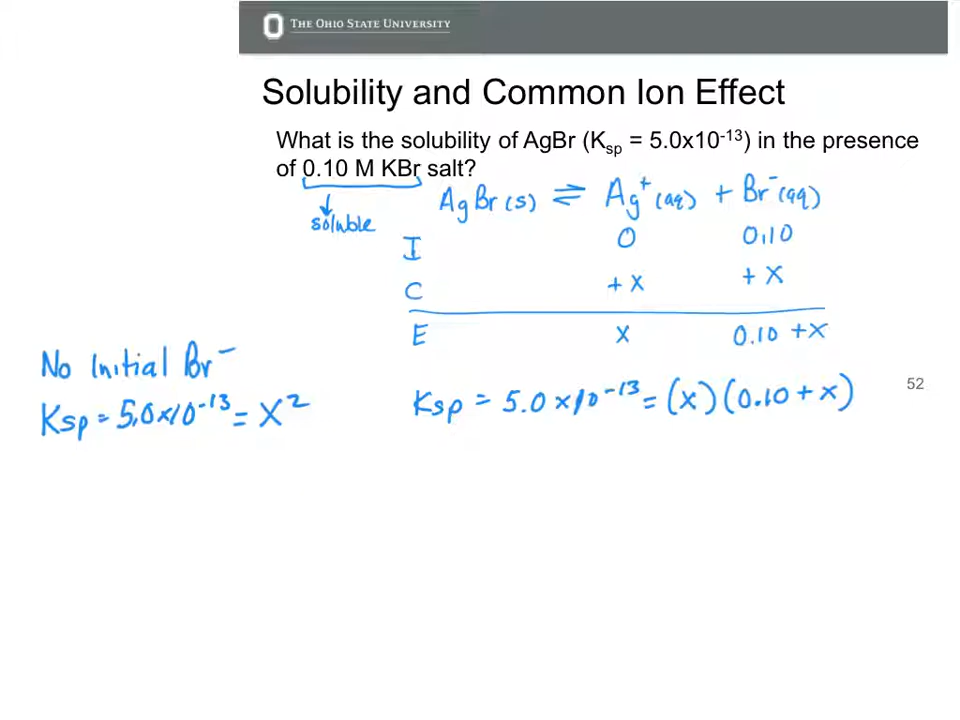 THE OHIO STATE UNIVERSITY
Solubility and Common Ion Effect
What is the solubility of AgBr (Ksp = 5.0x10⁻¹³) in the presence
of 0.10 M KBr salt?
AgBr(s) ⇌ Ag⁺(aq) + Br⁻(aq)
soluble
I 0 0.10
C +x +x
E x 0.10 +x
No Initial Br⁻
Ksp = 5.0x10⁻¹³ = x²
Ksp = 5.0 x10⁻¹³ = (x)(0.10 + x)
52